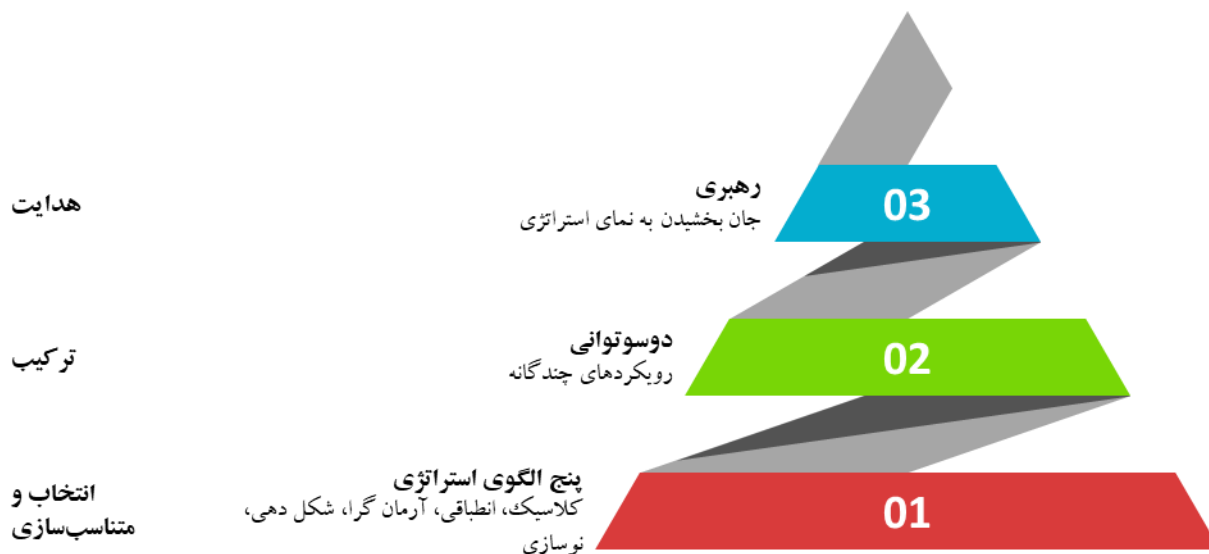 03
رهبری
جان بخشیدن به نمای استراتژی
هدایت
02
دوسوتوانی
رویکردهای چندگانه
ترکیب
01
پنج الگوی استراتژی
کلاسیک، انطباقی، آرمان گرا، شکل دهی،
نوسازی
انتخاب و
متناسب‌سازی